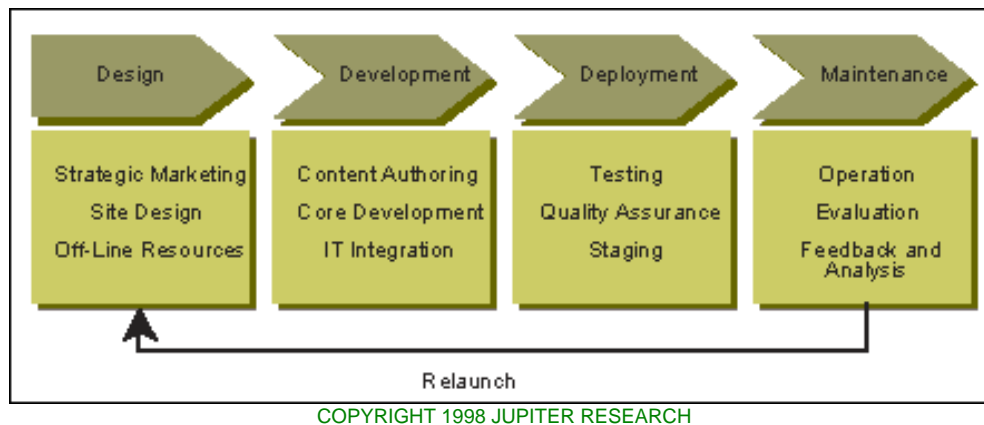 Design
Development
Deployment
Maintenance
Strategic Marketing
Site Design
Off-Line Resources
Content Authoring
Core Development
IT Integration
Testing
Quality Assurance
Staging
Operation
Evaluation
Feedback and
Analysis
Relaunch
COPYRIGHT 1998 JUPITER RESEARCH